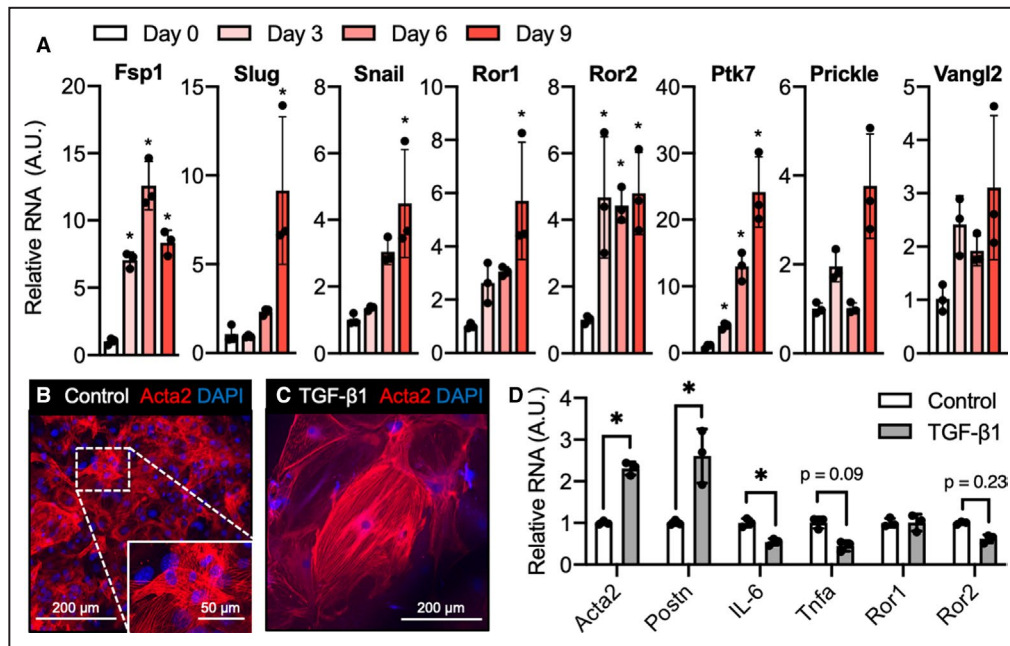 A
Day 0 Day 3 Day 6 Day 9
Fsp1 Slug Snail Ror1 Ror2 Ptk7 Prickle Vangl2
Relative RNA (A.U.)
20 15 10 5 0
15 10 5 0
8 6 4 2 0
10 8 6 4 2 0
8 6 4 2 0
40 30 20 10 0
6 4 2 0
5 4 3 2 1 0
* * *
*
*
*
* * *
* * *
B Control Acta2 DAPI
200 μm
50 μm
C TGF-β1 Acta2 DAPI
200 μm
D
Control
TGF-β1
Relative RNA (A.U.)
4
3
2
1
0
* * * p = 0.09 p = 0.23
Acta2 Postn IL-6 Tnfa Ror1 Ror2